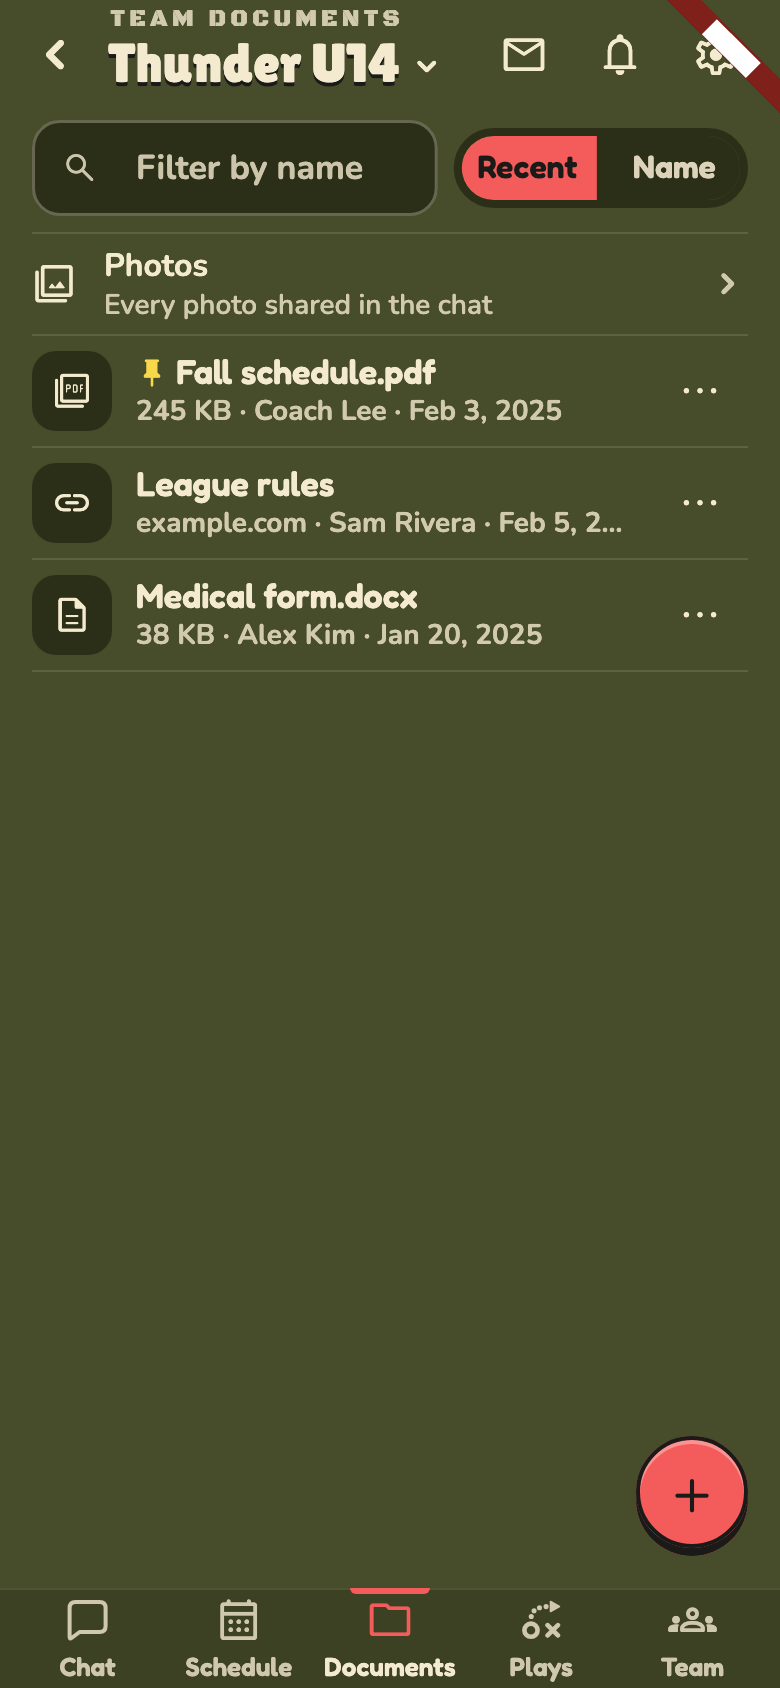 TEAM DOCUMENTS
Thunder U14
Filter by name
Recent
Name
Photos
Every photo shared in the chat
PDF
Fall schedule.pdf
245 KB · Coach Lee · Feb 3, 2025
League rules
example.com · Sam Rivera · Feb 5, 2...
Medical form.docx
38 KB · Alex Kim · Jan 20, 2025
Chat
Schedule
Documents
Plays
Team